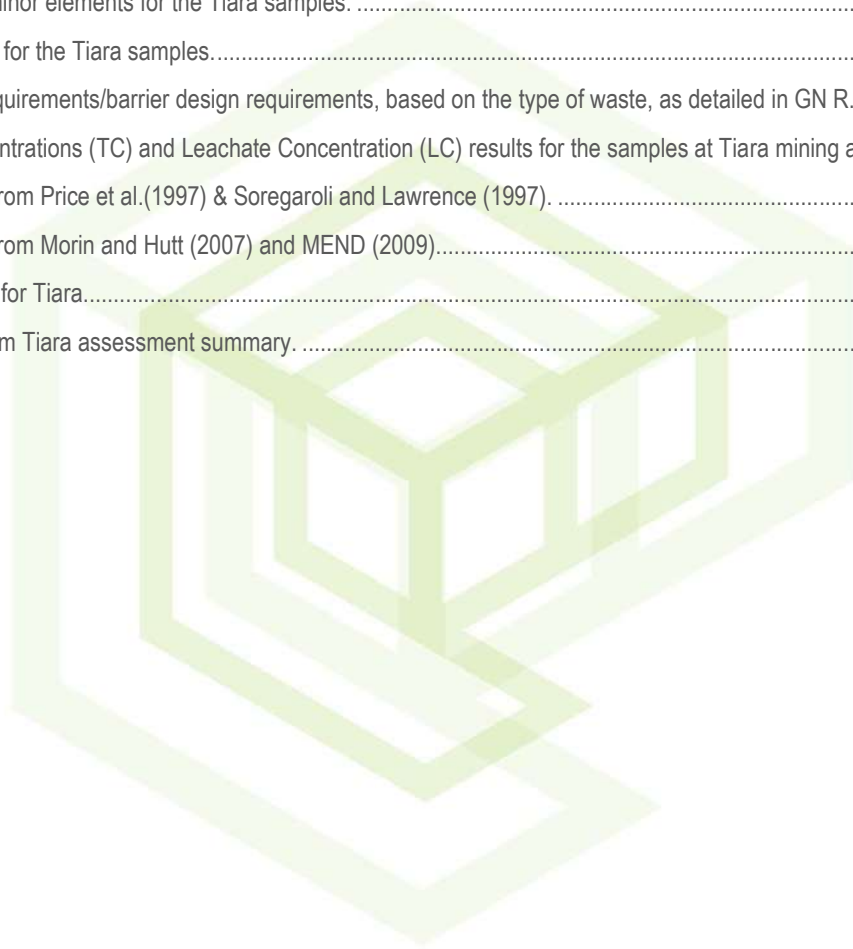 minor elements for the Tiara samples. ..........................................................................................
for the Tiara samples...........................................................................................................................
quirements/barrier design requirements, based on the type of waste, as detailed in GN R.
ntrations (TC) and Leachate Concentration (LC) results for the samples at Tiara mining a
rom Price et al.(1997) & Soregaroli and Lawrence (1997). ......................................................
rom Morin and Hutt (2007) and MEND (2009)................................................................................
for Tiara.......................................................................................................................................................
m Tiara assessment summary. .......................................................................................................